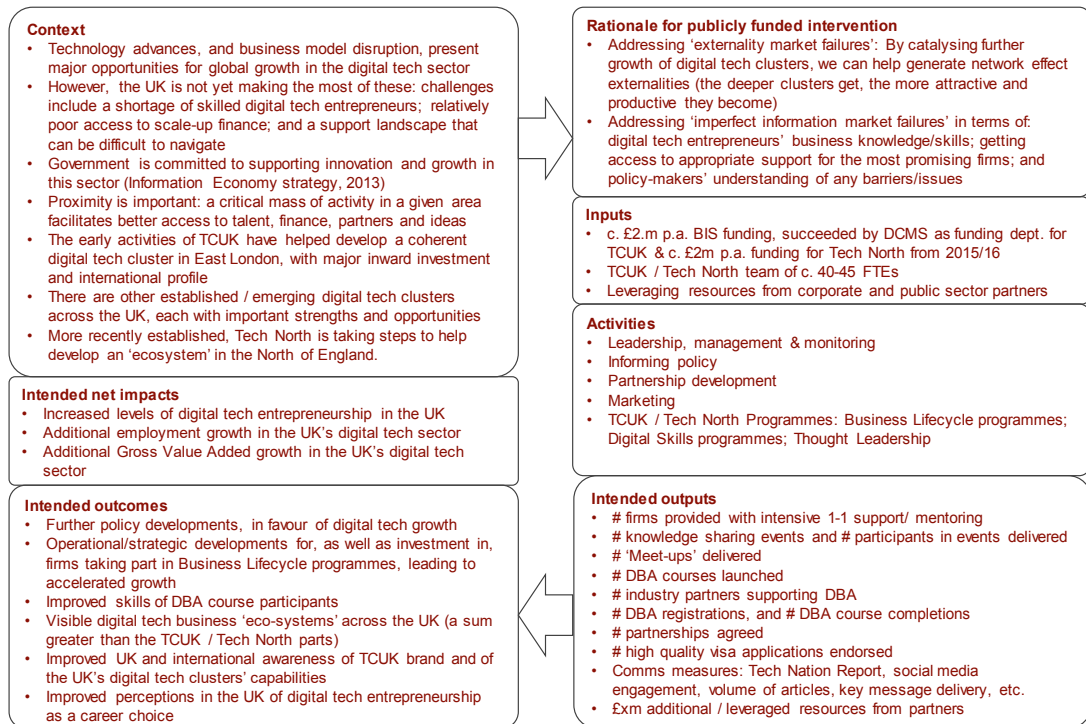 Context
• Technology advances, and business model disruption, present
major opportunities for global growth in the digital tech sector
• However, the UK is not yet making the most of these: challenges
include a shortage of skilled digital tech entrepreneurs; relatively
poor access to scale-up finance; and a support landscape that
can be difficult to navigate
• Government is committed to supporting innovation and growth in
this sector (Information Economy strategy, 2013)
• Proximity is important: a critical mass of activity in a given area
facilitates better access to talent, finance, partners and ideas
• The early activities of TCUK have helped develop a coherent
digital tech cluster in East London, with major inward investment
and international profile
• There are other established / emerging digital tech clusters
across the UK, each with important strengths and opportunities
• More recently established, Tech North is taking steps to help
develop an ‘ecosystem’ in the North of England.
Rationale for publicly funded intervention
• Addressing ‘externality market failures’: By catalysing further
growth of digital tech clusters, we can help generate network effect
externalities (the deeper clusters get, the more attractive and
productive they become)
• Addressing ‘imperfect information market failures’ in terms of:
digital tech entrepreneurs’ business knowledge/skills; getting
access to appropriate support for the most promising firms; and
policy-makers’ understanding of any barriers/issues
Inputs
• c. £2.m p.a. BIS funding, succeeded by DCMS as funding dept. for
TCUK & c. £2m p.a. funding for Tech North from 2015/16
• TCUK / Tech North team of c. 40-45 FTEs
• Leveraging resources from corporate and public sector partners
Activities
• Leadership, management & monitoring
• Informing policy
• Partnership development
• Marketing
• TCUK / Tech North Programmes: Business Lifecycle programmes;
Digital Skills programmes; Thought Leadership
Intended net impacts
• Increased levels of digital tech entrepreneurship in the UK
• Additional employment growth in the UK’s digital tech sector
• Additional Gross Value Added growth in the UK’s digital tech
sector
Intended outcomes
• Further policy developments, in favour of digital tech growth
• Operational/strategic developments for, as well as investment in,
firms taking part in Business Lifecycle programmes, leading to
accelerated growth
• Improved skills of DBA course participants
• Visible digital tech business ‘eco-systems’ across the UK (a sum
greater than the TCUK / Tech North parts)
• Improved UK and international awareness of TCUK brand and of
the UK’s digital tech clusters’ capabilities
• Improved perceptions in the UK of digital tech entrepreneurship
as a career choice
Intended outputs
• # firms provided with intensive 1-1 support/ mentoring
• # knowledge sharing events and # participants in events delivered
• # ‘Meet-ups’ delivered
• # DBA courses launched
• # industry partners supporting DBA
• # DBA registrations, and # DBA course completions
• # partnerships agreed
• # high quality visa applications endorsed
• Comms measures: Tech Nation Report, social media
engagement, volume of articles, key message delivery, etc.
• £xm additional / leveraged resources from partners